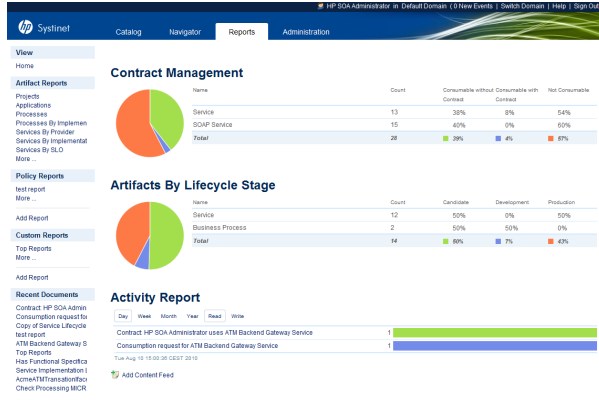 HP SOA Administrator in Default Domain ( 0 New Events | Switch Domain | Help | Sign Out
hp Systinet
Catalog Navigator Reports Administration
View
Home
Artifact Reports
Projects
Applications
Processes
Processes By Implemen
Services By Provider
Services By Implementat
Services By SLO
More ...
Policy Reports
test report
More ...
Add Report
Custom Reports
Top Reports
More ...
Add Report
Recent Documents
Contract: HP SOA Admin
Consumption request for
Copy of Service Lifecycle
test report
ATM Backend Gateway S
Top Reports
Has Functional Specifica
Service Implementation L
AcmeATMTransationIfac
Check Processing MICR
Contract Management
Name Count Consumable without Contract Consumable with Contract Not Consumable
Service 13 38% 8% 54%
SOAP Service 15 40% 0% 60%
Total 28 39% 4% 57%
Artifacts By Lifecycle Stage
Name Count Candidate Development Production
Service 12 50% 0% 50%
Business Process 2 50% 50% 0%
Total 14 50% 7% 43%
Activity Report
Day Week Month Year Read Write
Contract: HP SOA Administrator uses ATM Backend Gateway Service 1
Consumption request for ATM Backend Gateway Service 1
Tue Aug 10 15:00:36 CEST 2010
Add Content Feed